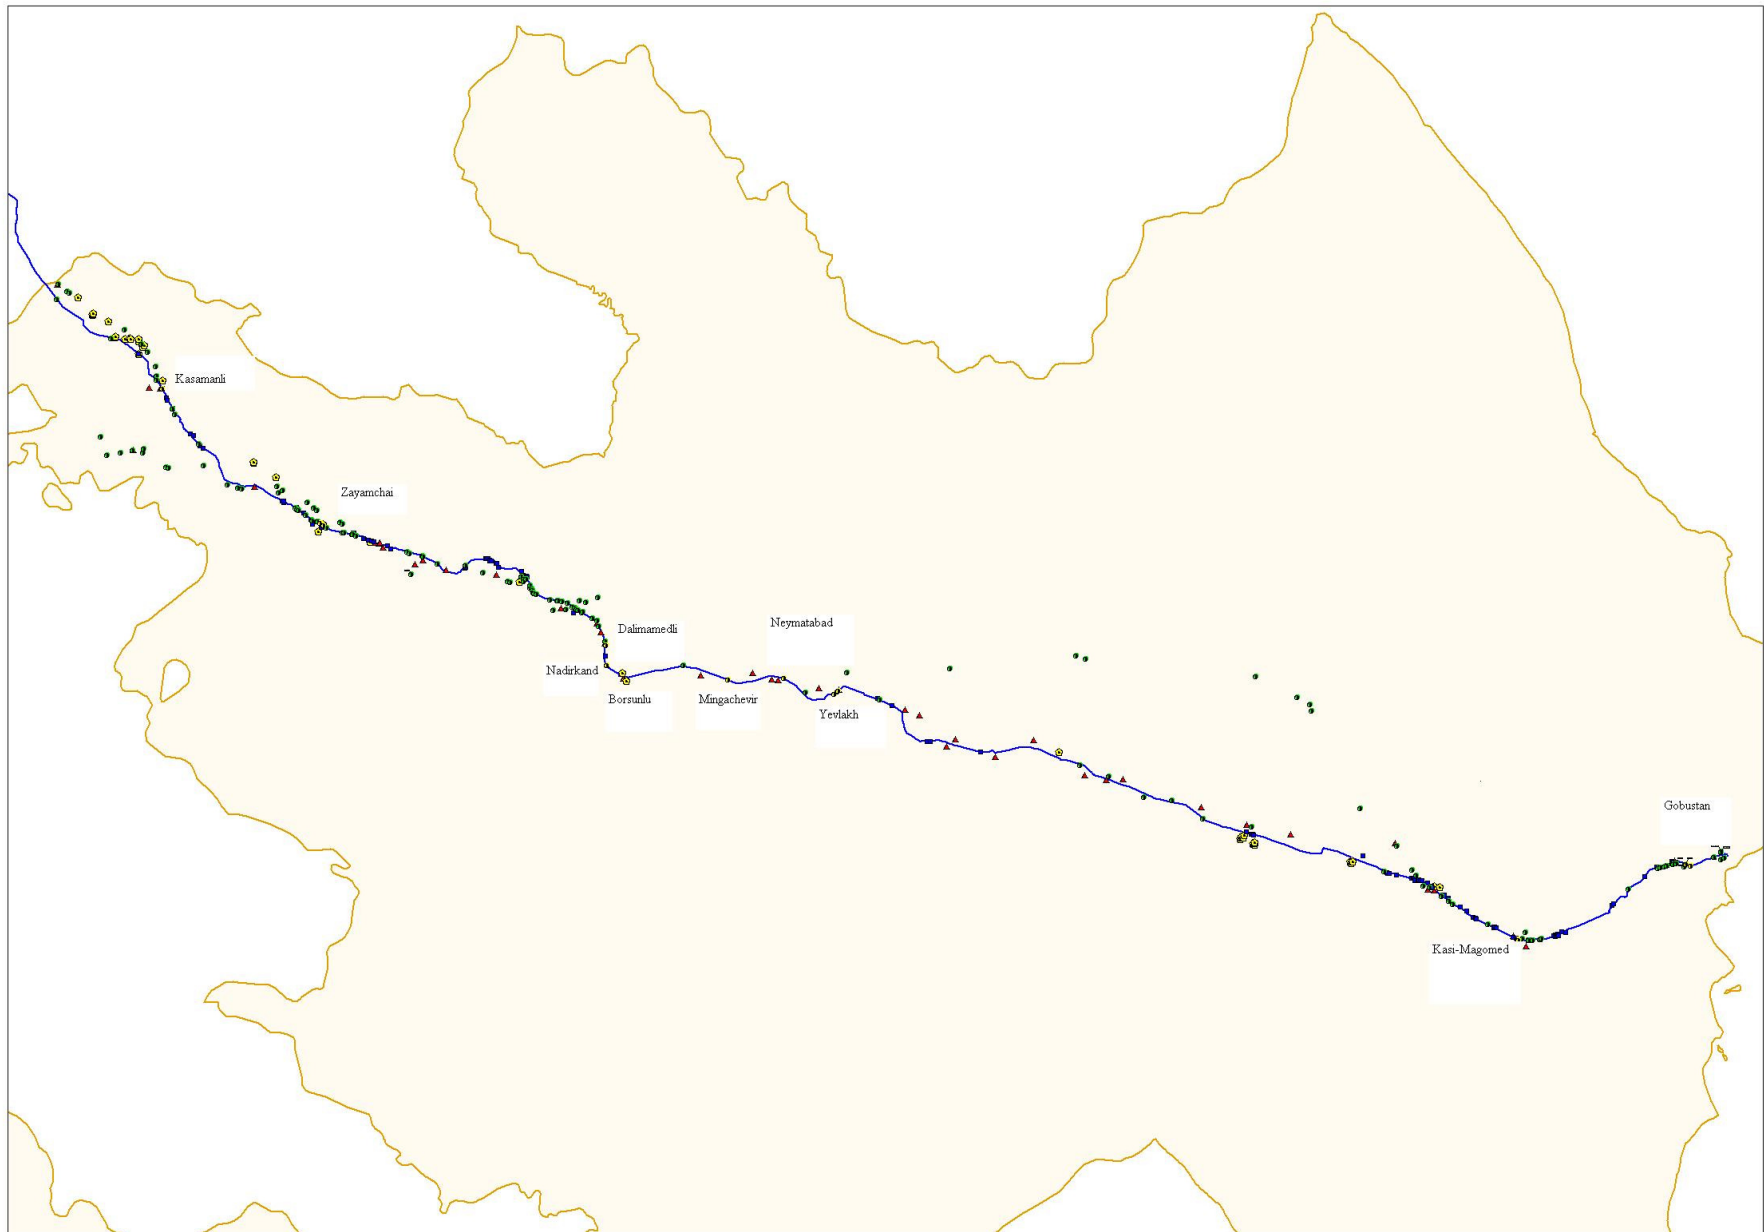 Kasamanli
Zayamchai
Neymatabad
Dalimamedli
Nadirkand
Borsunlu
Mingachevir
Yevlakh
Gobustan
Kasi-Magomed